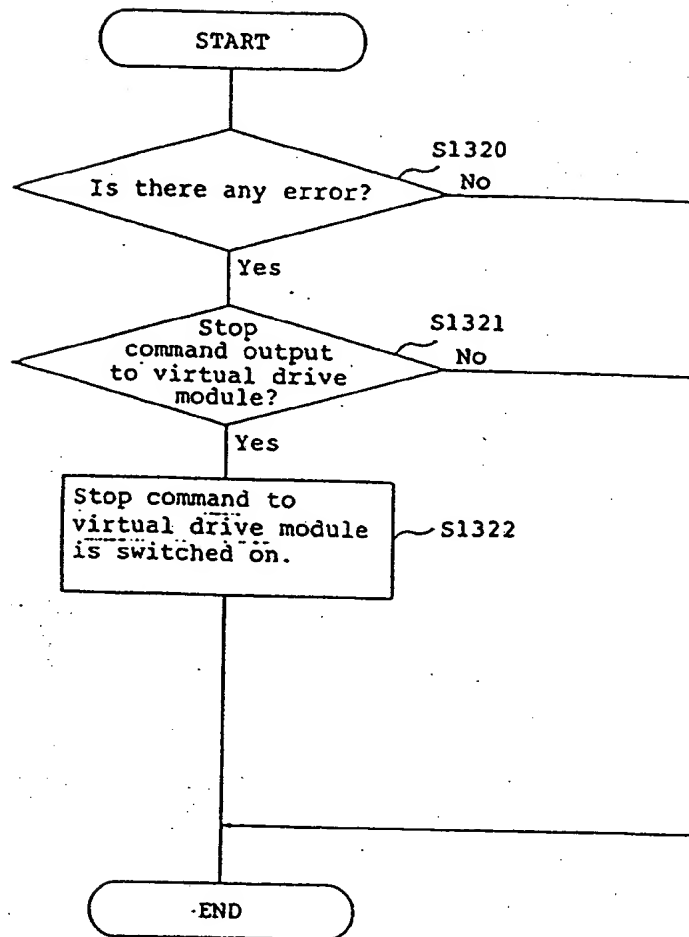 START
S1320
Is there any error?
No
Yes
S1321
Stop
command output
to virtual drive
module?
No
Yes
Stop command to
virtual drive module
is switched on.
S1322
END